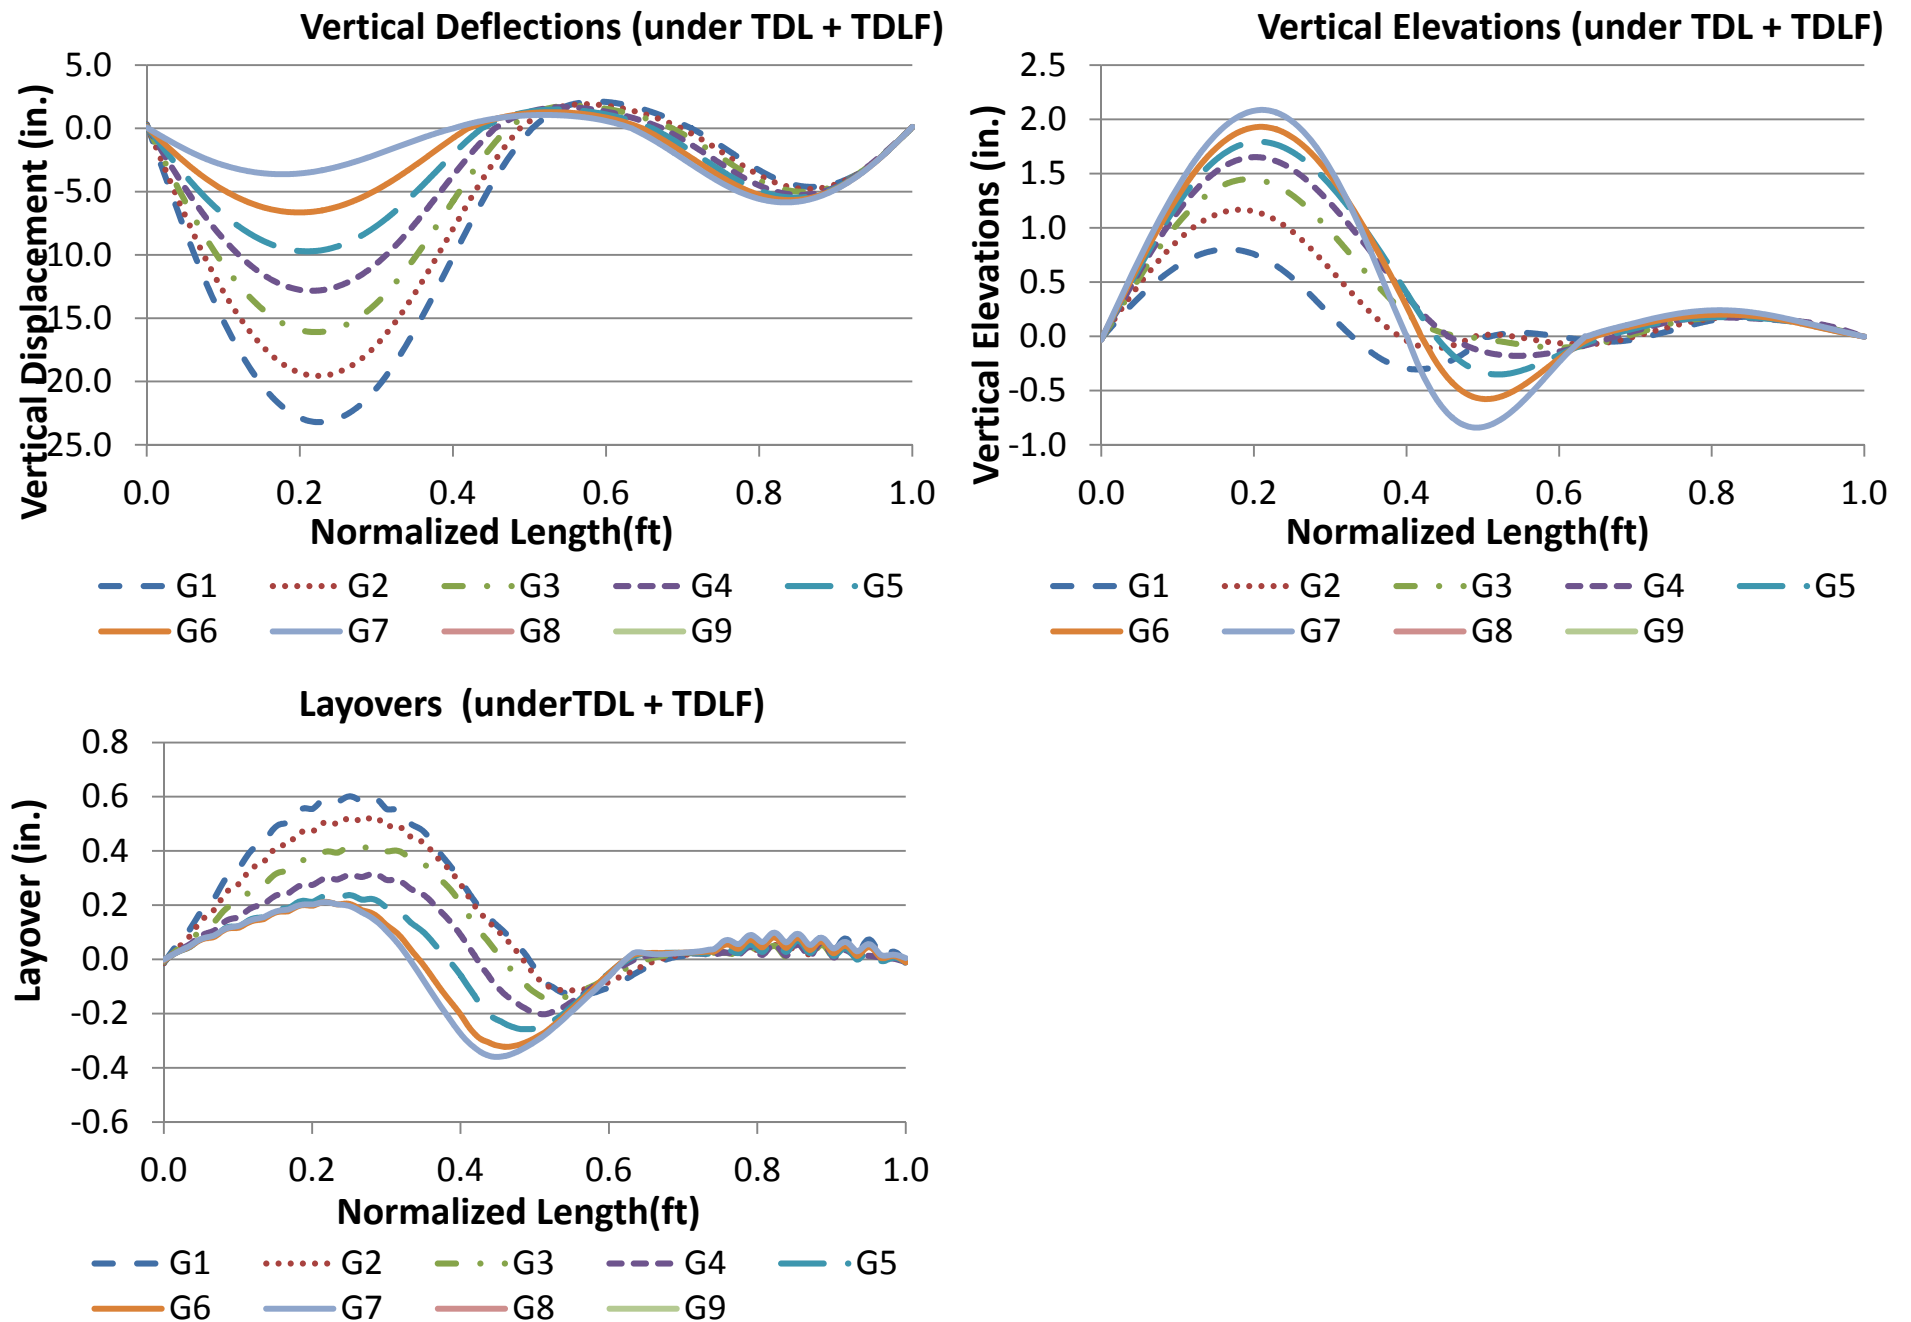 Vertical Deflections (under TDL + TDLF)
Vertical Displacement (in.)
5.0
0.0
-5.0
-10.0
-15.0
-20.0
-25.0
0.0 0.2 0.4 0.6 0.8 1.0
Normalized Length(ft)
G1 G2 G3 G4 G5
G6 G7 G8 G9
Vertical Elevations (under TDL + TDLF)
Vertical Elevations (in.)
2.5
2.0
1.5
1.0
0.5
0.0
-0.5
-1.0
0.0 0.2 0.4 0.6 0.8 1.0
Normalized Length(ft)
G1 G2 G3 G4 G5
G6 G7 G8 G9
Layovers (underTDL + TDLF)
Layover (in.)
0.8
0.6
0.4
0.2
0.0
-0.2
-0.4
-0.6
0.0 0.2 0.4 0.6 0.8 1.0
Normalized Length(ft)
G1 G2 G3 G4 G5
G6 G7 G8 G9